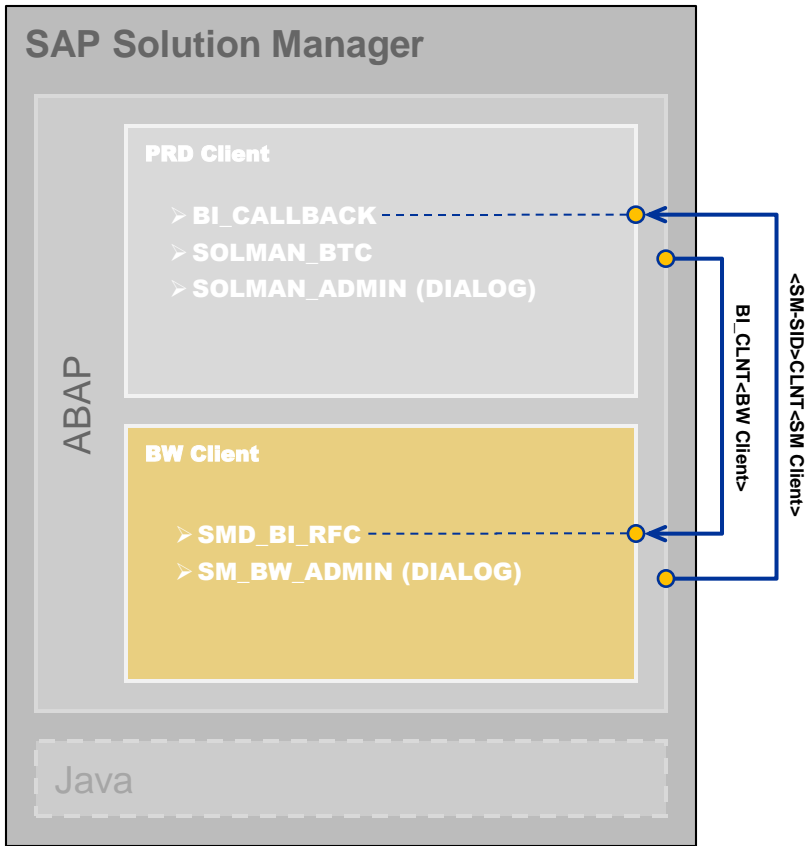 SAP Solution Manager
PRD Client
➢ BI_CALLBACK
➢ SOLMAN_BTC
➢ SOLMAN_ADMIN (DIALOG)
ABAP
BW Client
➢ SMD_BI_RFC
➢ SM_BW_ADMIN (DIALOG)
BI_CLNT<BW Client>
<SM-SID>CLNT<SM Client>
Java